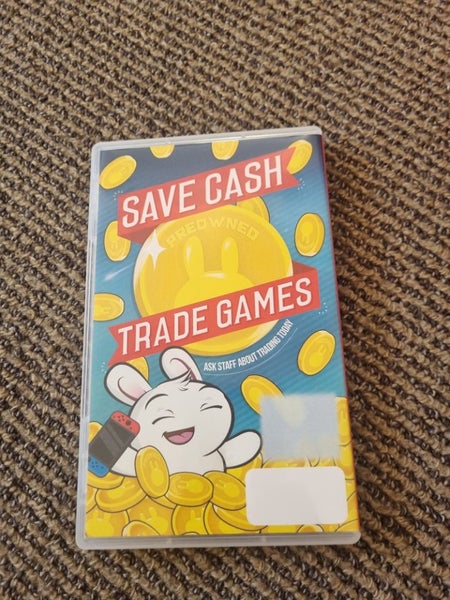 SAVE CASH
PREOWNED
TRADE GAMES
ASK STAFF ABOUT TRADING TODAY